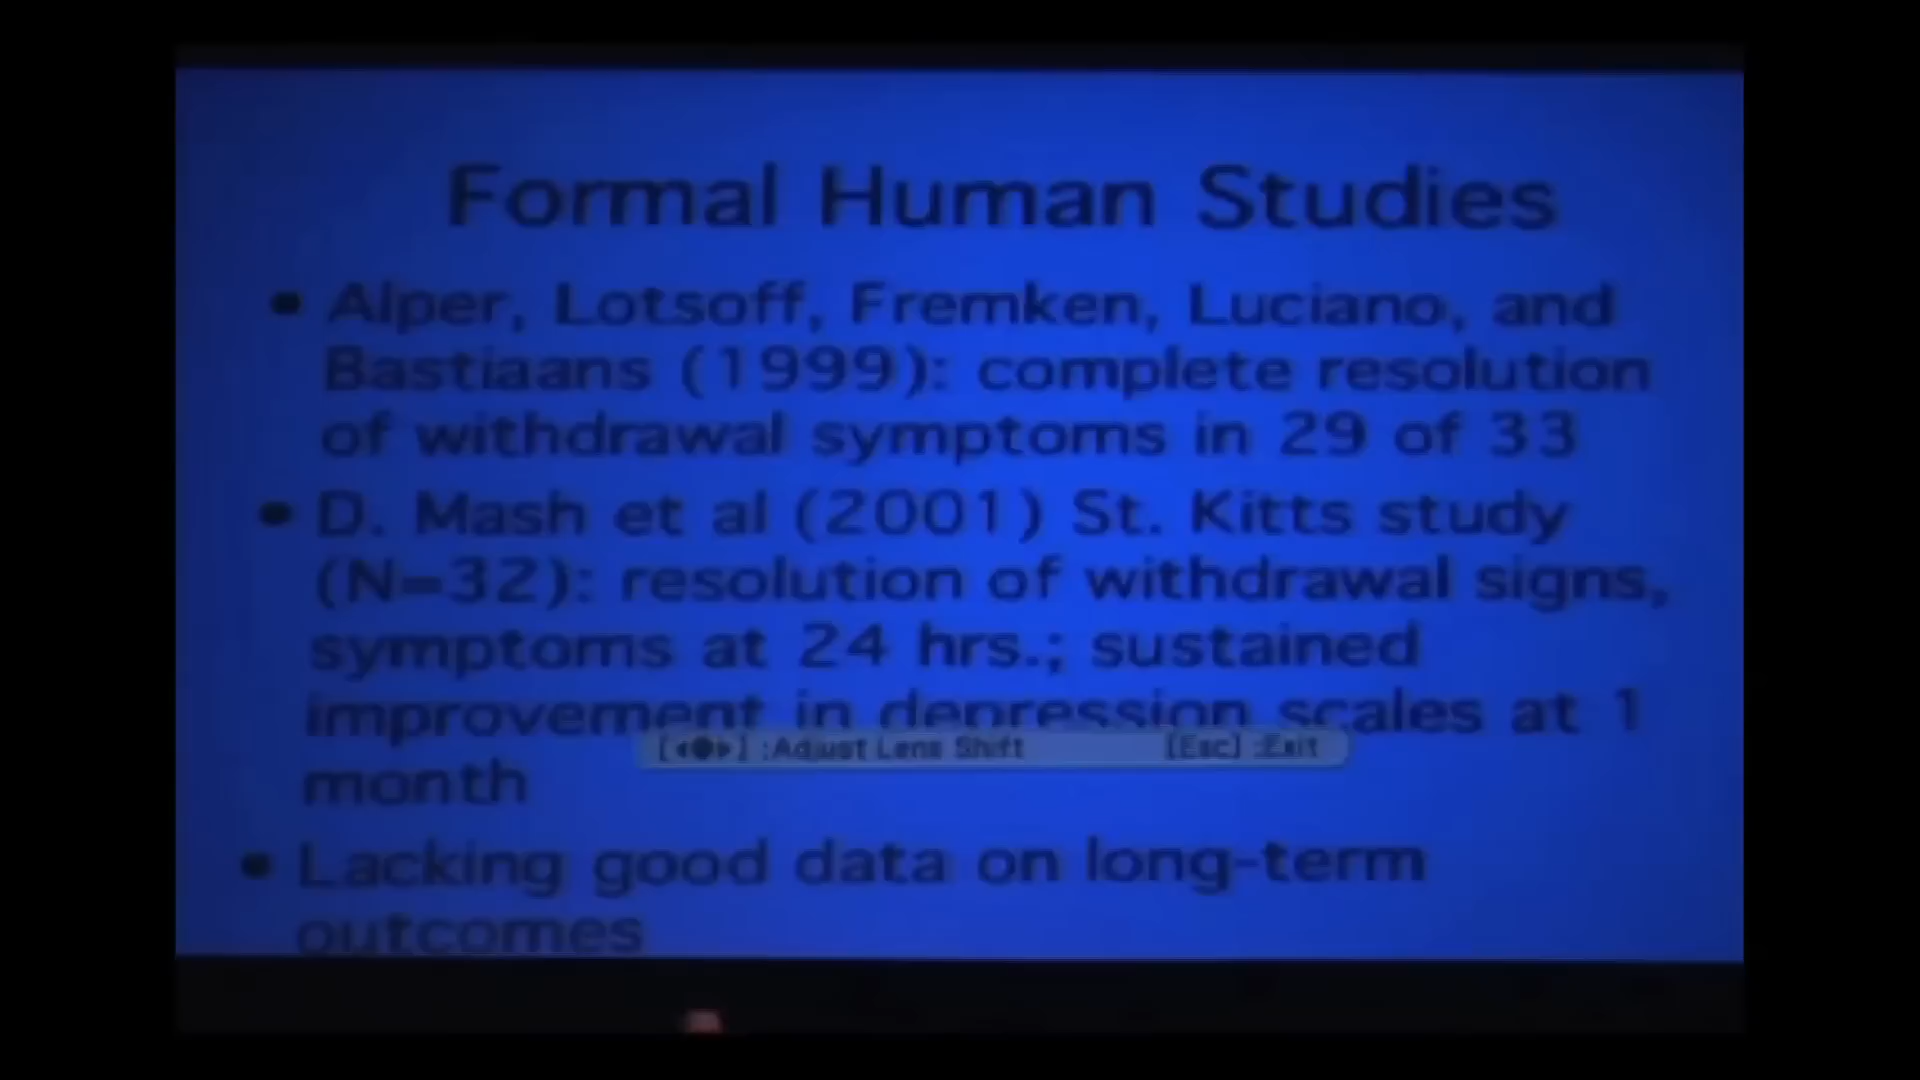 Formal Human Studies
• Alper, Lotsoff, Fremken, Luciano, and
Bastiaans (1999): complete resolution
of withdrawal symptoms in 29 of 33
• D. Mash et al (2001) St. Kitts study
(N=32): resolution of withdrawal signs,
symptoms at 24 hrs.; sustained
improvement in depression scales at 1
[◂●▸] :Adjust Lens Shift [Esc] :Exit
month
• Lacking good data on long-term
outcomes